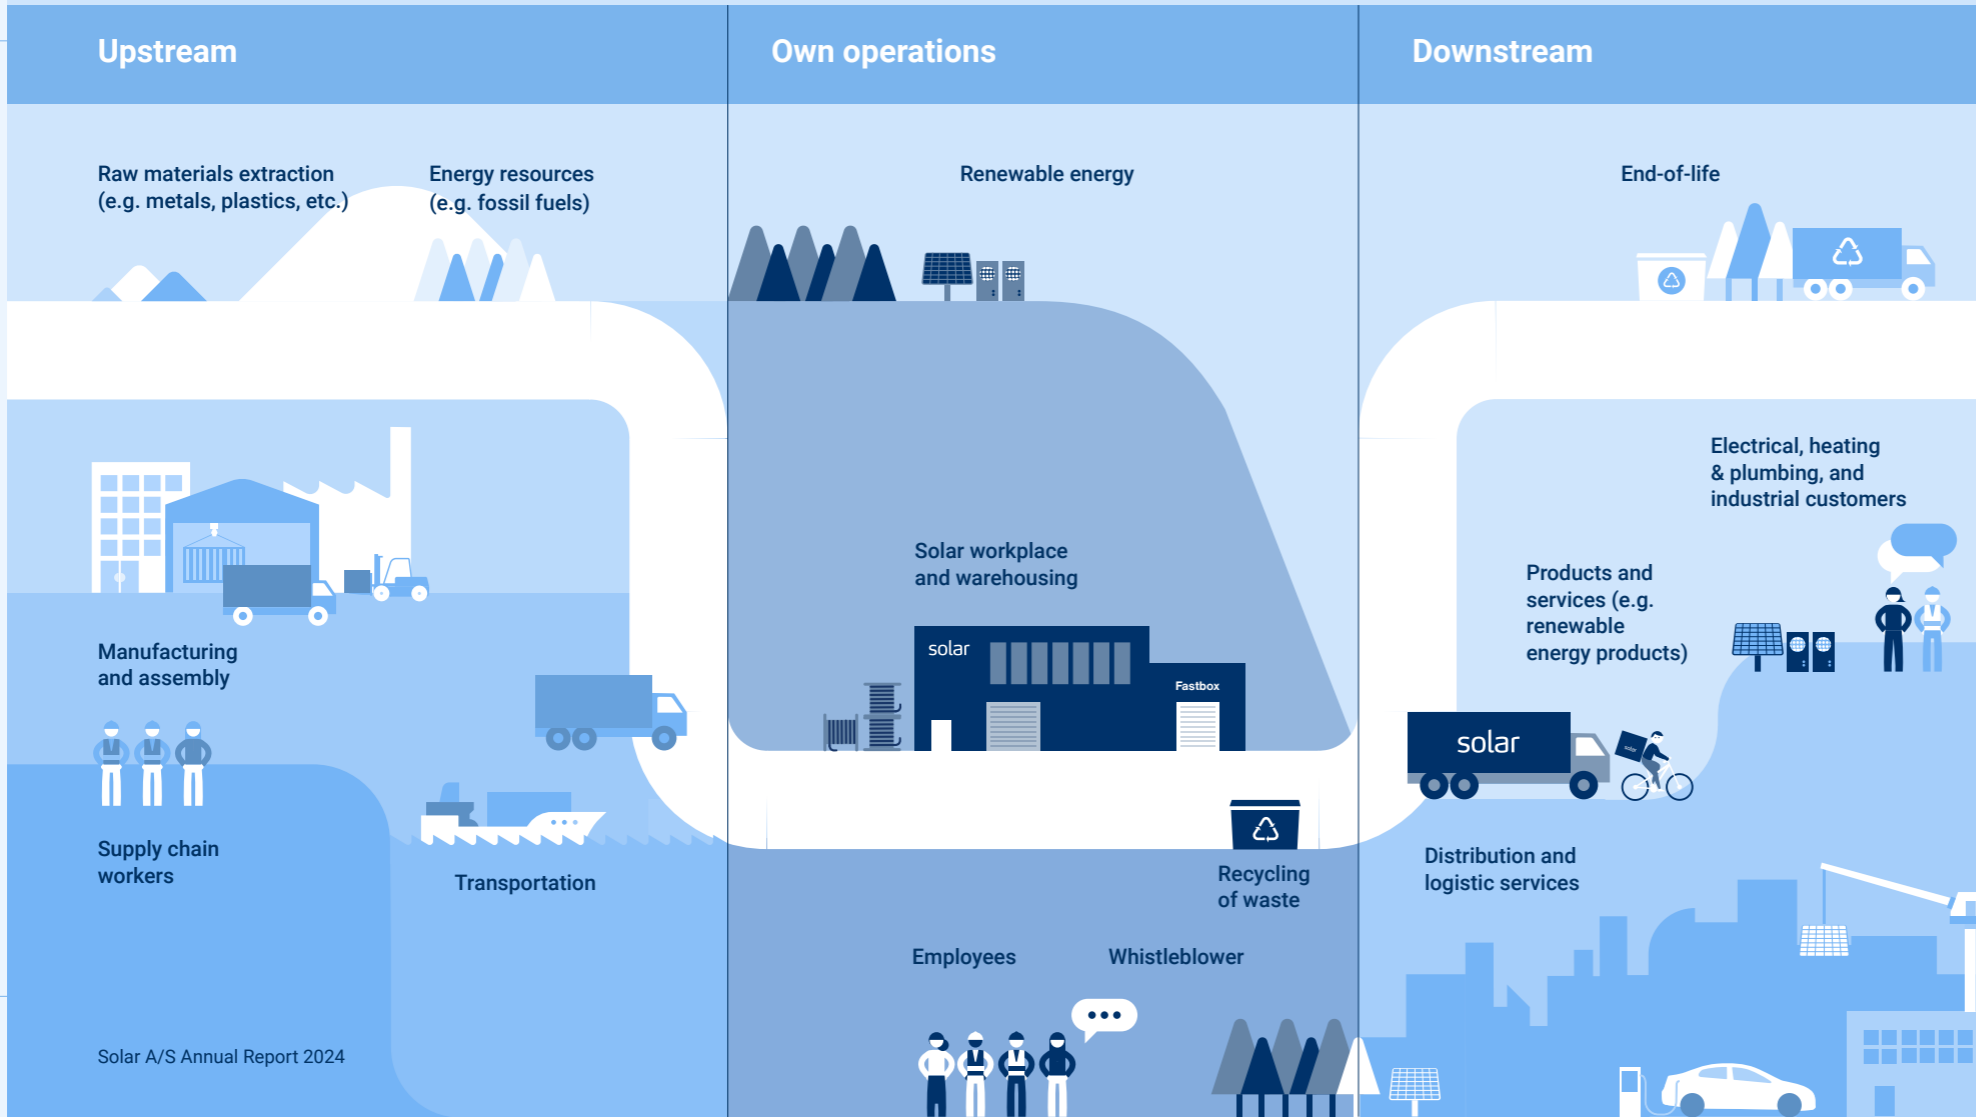 Upstream
Own operations
Downstream
Raw materials extraction
(e.g. metals, plastics, etc.)
Energy resources
(e.g. fossil fuels)
Renewable energy
End-of-life
Manufacturing
and assembly
Supply chain
workers
Transportation
Solar workplace
and warehousing
solar
Fastbox
Recycling
of waste
Employees
Whistleblower
Electrical, heating
& plumbing, and
industrial customers
Products and
services (e.g.
renewable
energy products)
solar
solar
Distribution and
logistic services
Solar A/S Annual Report 2024